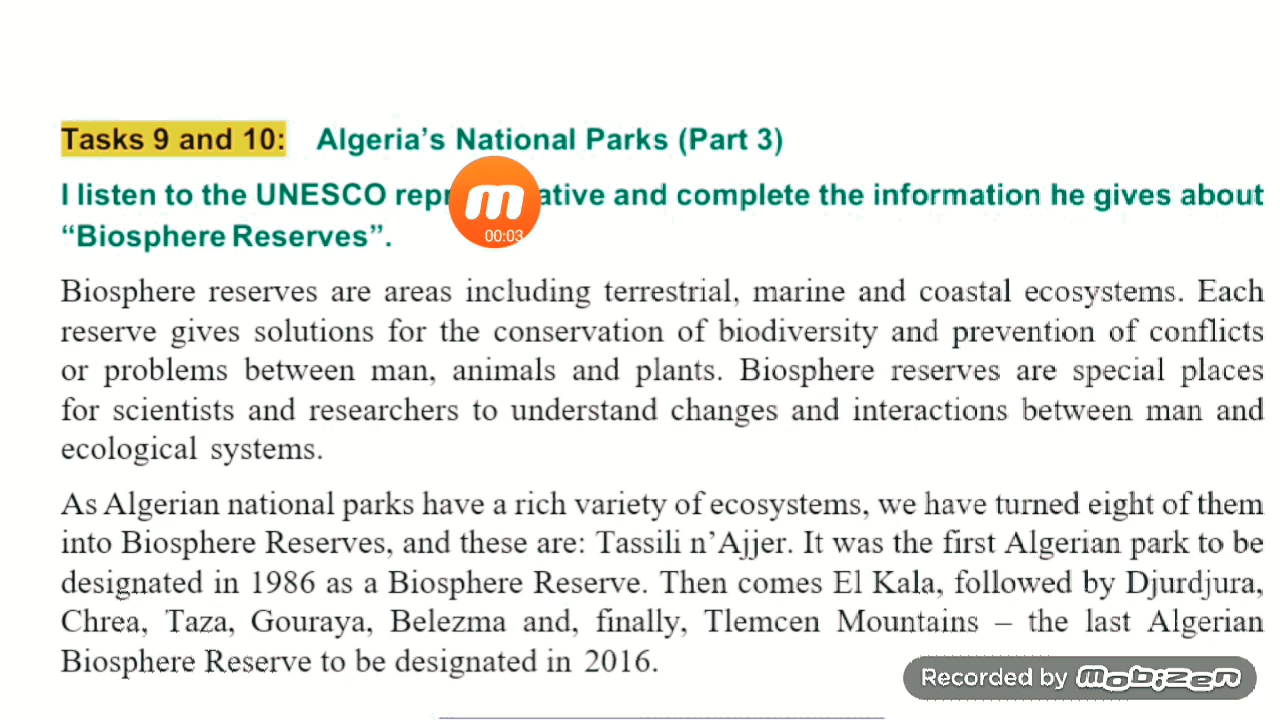 Tasks 9 and 10: Algeria's National Parks (Part 3)
I listen to the UNESCO repr ative and complete the information he gives about
00:03
"Biosphere Reserves".
Biosphere reserves are areas including terrestrial, marine and coastal ecosystems. Each
reserve gives solutions for the conservation of biodiversity and prevention of conflicts
or problems between man, animals and plants. Biosphere reserves are special places
for scientists and researchers to understand changes and interactions between man and
ecological systems.
As Algerian national parks have a rich variety of ecosystems, we have turned eight of them
into Biosphere Reserves, and these are: Tassili n'Ajjer. It was the first Algerian park to be
designated in 1986 as a Biosphere Reserve. Then comes El Kala, followed by Djurdjura,
Chrea, Taza, Gouraya, Belezma and, finally, Tlemcen Mountains – the last Algerian
Biosphere Reserve to be designated in 2016.
Recorded by mobizen